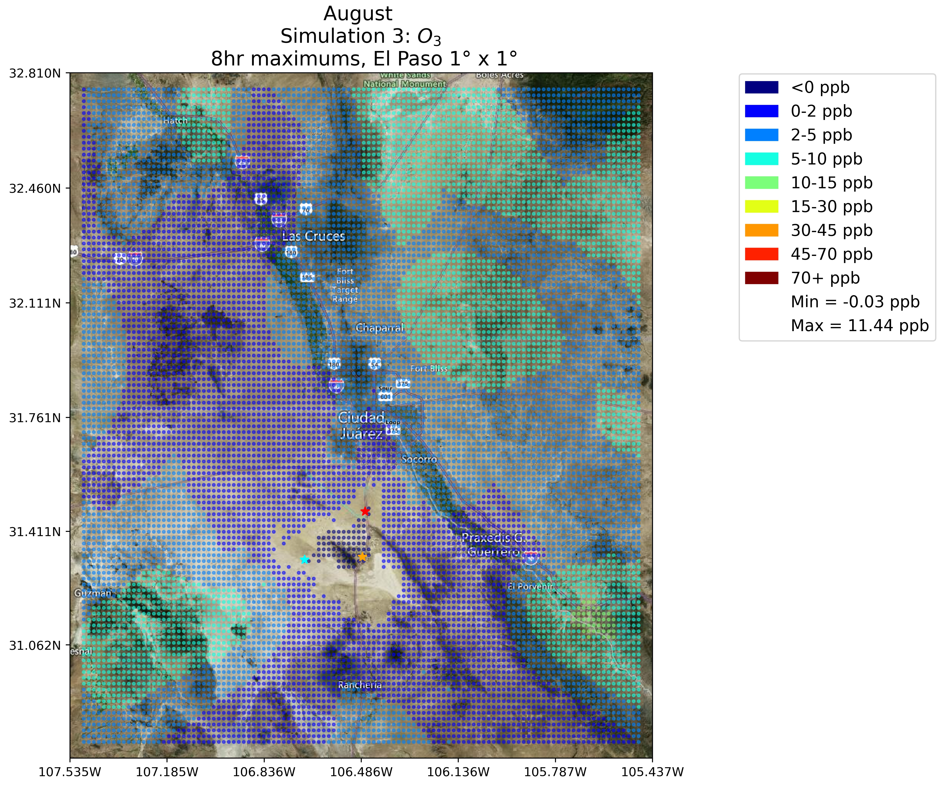 August
Simulation 3: O3
8hr maximums, El Paso 1° x 1°
32.810N
32.460N
32.111N
31.761N
31.411N
31.062N
107.535W
107.185W
106.836W
106.486W
106.136W
105.787W
105.437W
White Sands
National Monument
Boles Acres
Hatch
Las Cruces
Fort
Bliss
Target
Range
Chaparral
Fort Bliss
Ciudad
Juárez
Socorro
Praxedis G.
Guerrero
El Porvenir
Guzmán
Rancheria
<0 ppb
0-2 ppb
2-5 ppb
5-10 ppb
10-15 ppb
15-30 ppb
30-45 ppb
45-70 ppb
70+ ppb
Min = -0.03 ppb
Max = 11.44 ppb